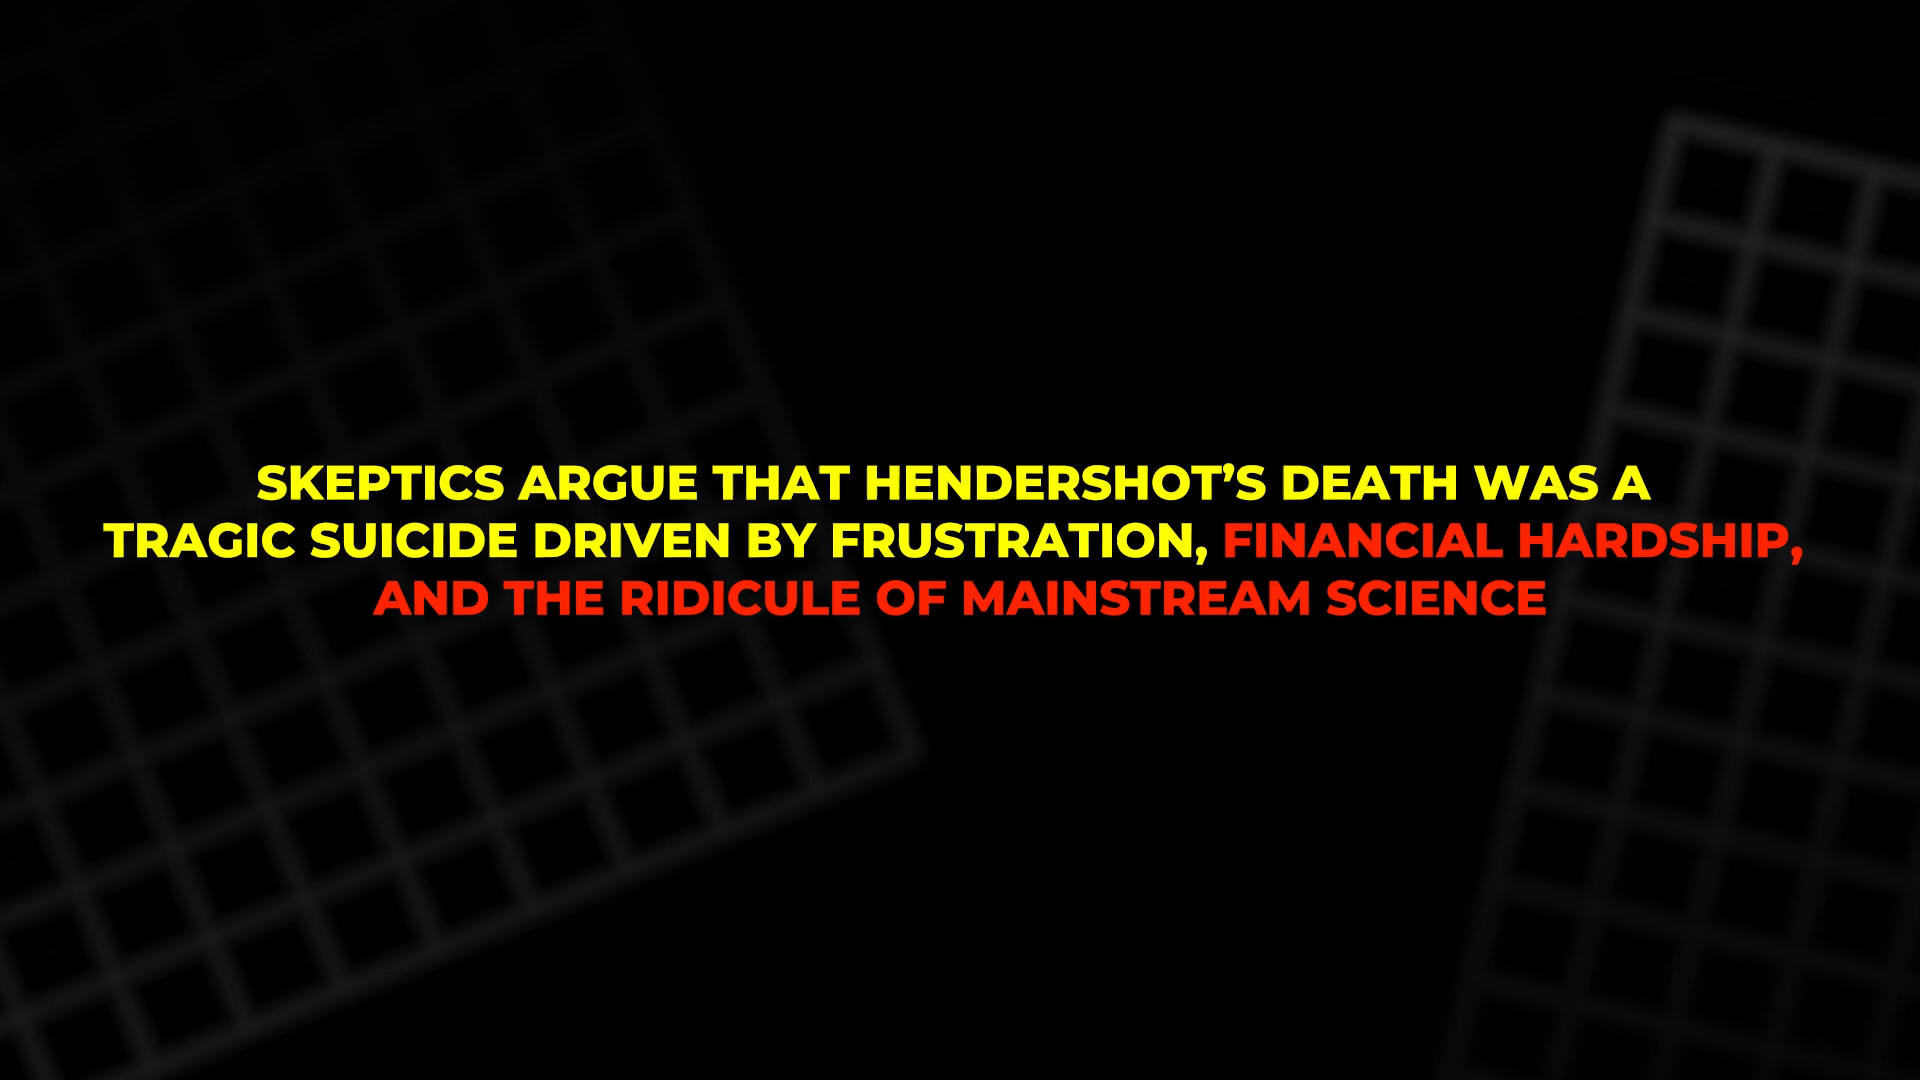 SKEPTICS ARGUE THAT HENDERSHOT’S DEATH WAS A
TRAGIC SUICIDE DRIVEN BY FRUSTRATION, FINANCIAL HARDSHIP,
AND THE RIDICULE OF MAINSTREAM SCIENCE